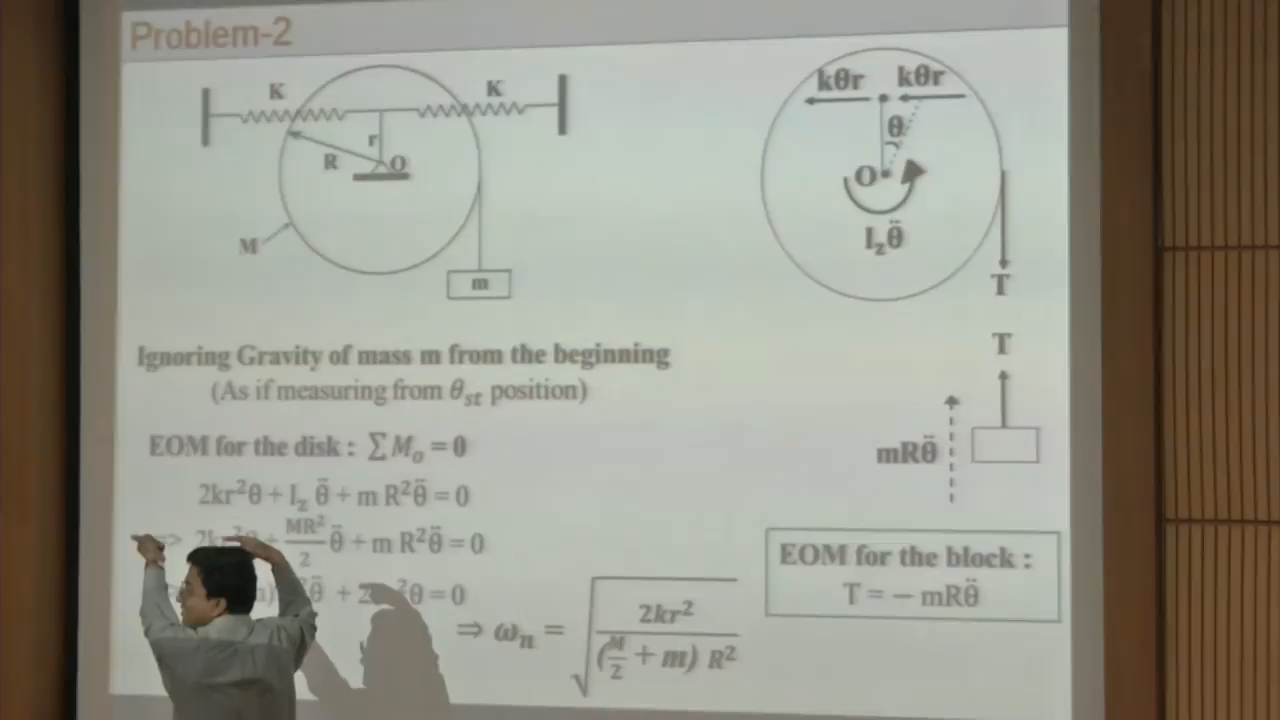 Problem-2
K
K
r
R
O
M
m
kθr kθr
θ
O
I_z θ̈
T
T
mRθ̈
Ignoring Gravity of mass m from the beginning
(As if measuring from θ_st position)
EOM for the disk : ∑M_o = 0
2kr²θ + I_z θ̈ + m R²θ̈ = 0
MR²/2 θ̈ + m R²θ̈ = 0
θ̈ + 2 ²θ = 0
⇒ ω_n = √(2kr² / ((M/2 + m) R²))
EOM for the block :
T = − mRθ̈